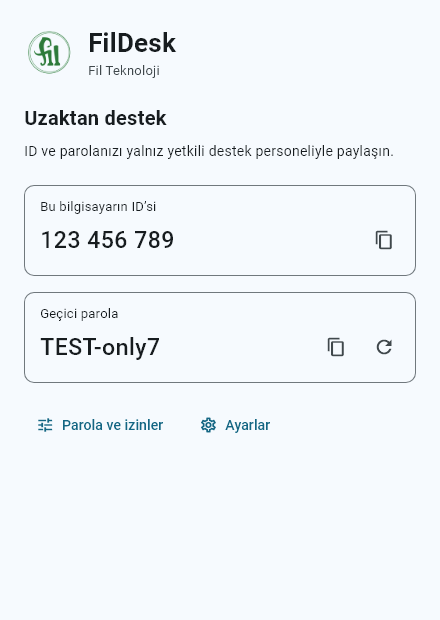 fil
FilDesk
Fil Teknoloji
Uzaktan destek
ID ve parolanızı yalnız yetkili destek personeliyle paylaşın.
Bu bilgisayarın ID’si
123 456 789
Geçici parola
TEST-only7
Parola ve izinler
Ayarlar